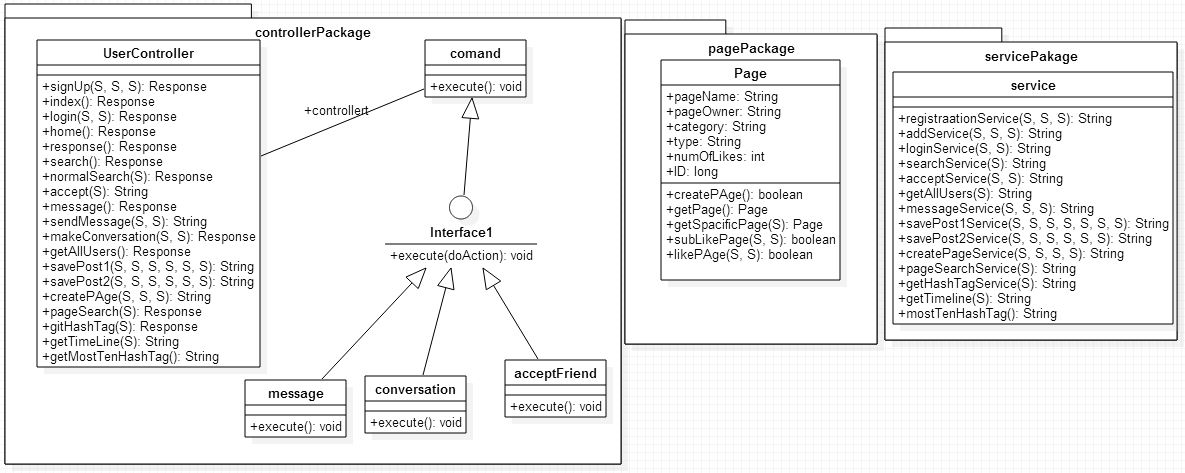 controllerPackage
UserController
+signUp(S, S, S): Response
+index(): Response
+login(S, S): Response
+home(): Response
+response(): Response
+search(): Response
+normalSearch(S): Response
+accept(S): String
+message(): Response
+sendMessage(S, S): String
+makeConversation(S, S): Response
+getAllUsers(): Response
+savePost1(S, S, S, S, S, S): String
+savePost2(S, S, S, S, S, S): String
+createPAge(S, S, S): String
+pageSearch(S): Response
+gitHashTag(S): Response
+getTimeLine(S): String
+getMostTenHashTag(): String
comand
+execute(): void
+controllert
Interface1
+execute(doAction): void
message
+execute(): void
conversation
+execute(): void
acceptFriend
+execute(): void
pagePackage
Page
+pageName: String
+pageOwner: String
+category: String
+type: String
+numOfLikes: int
+ID: long
+createPAge(): boolean
+getPage(): Page
+getSpacificPage(S): Page
+subLikePage(S, S): boolean
+likePAge(S, S): boolean
servicePakage
service
+registraationService(S, S, S): String
+addService(S, S): String
+loginService(S, S): String
+searchService(S): String
+acceptService(S, S): String
+getAllUsers(S): String
+messageService(S, S, S): String
+savePost1Service(S, S, S, S, S, S, S): String
+savePost2Service(S, S, S, S, S, S): String
+createPageService(S, S, S, S): String
+pageSearchService(S): String
+getHashTagService(S): String
+getTimeline(S): String
+mostTenHashTag(): String